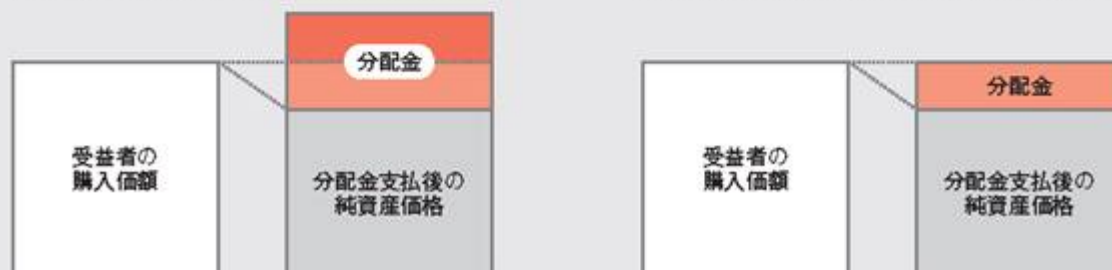 分配金
受益者の
購入価額
分配金支払後の
純資産価格
分配金
受益者の
購入価額
分配金支払後の
純資産価格